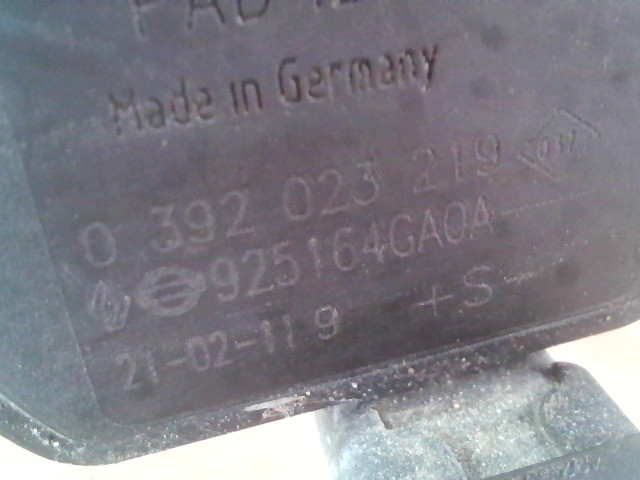 Made in Germany
0 392 023 219
925164GA0A
21-02-11 9 +S-